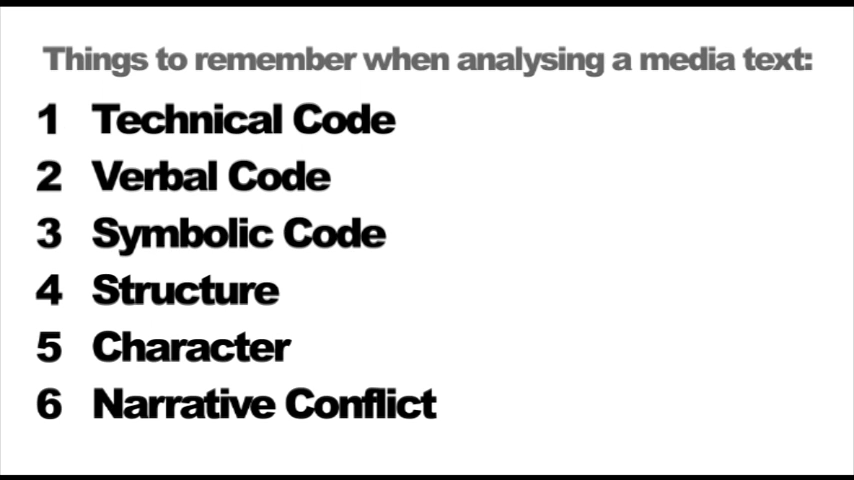 Things to remember when analysing a media text:
1 Technical Code
2 Verbal Code
3 Symbolic Code
4 Structure
5 Character
6 Narrative Conflict